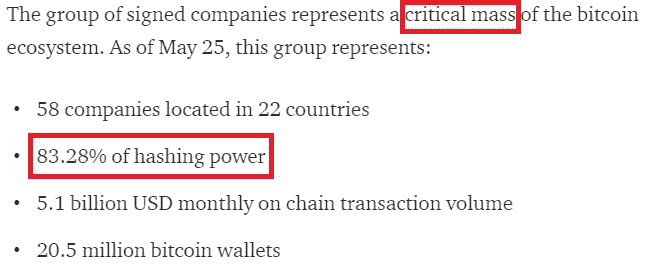 The group of signed companies represents a critical mass of the bitcoin
ecosystem. As of May 25, this group represents:
• 58 companies located in 22 countries
• 83.28% of hashing power
• 5.1 billion USD monthly on chain transaction volume
• 20.5 million bitcoin wallets